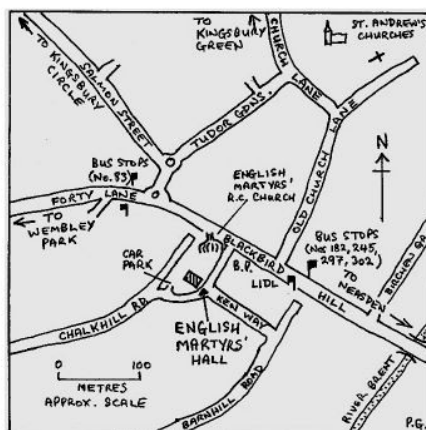 TO
KINGSBURY
GREEN
ST. ANDREW'S
CHURCHES
TO KINGSBURY
CIRCLE
SALMON STREET
CHURCH
LANE
TUDOR GDNS.
OLD CHURCH LANE
N
BUS STOPS
(No. 83)
ENGLISH
MARTYRS'
R.C. CHURCH
FORTY LANE
TO
WEMBLEY
PARK
BLACKBIRD
HILL
BUS STOPS
(Nos 182, 245,
297, 302)
TO
NEASDEN
CAR
PARK
B.P.
LIDL
KEN WAY
CHALKHILL RD
ENGLISH
MARTYRS'
HALL
0 100
METRES
APPROX. SCALE
BARNHILL ROAD
RIVER BRENT
P.G.